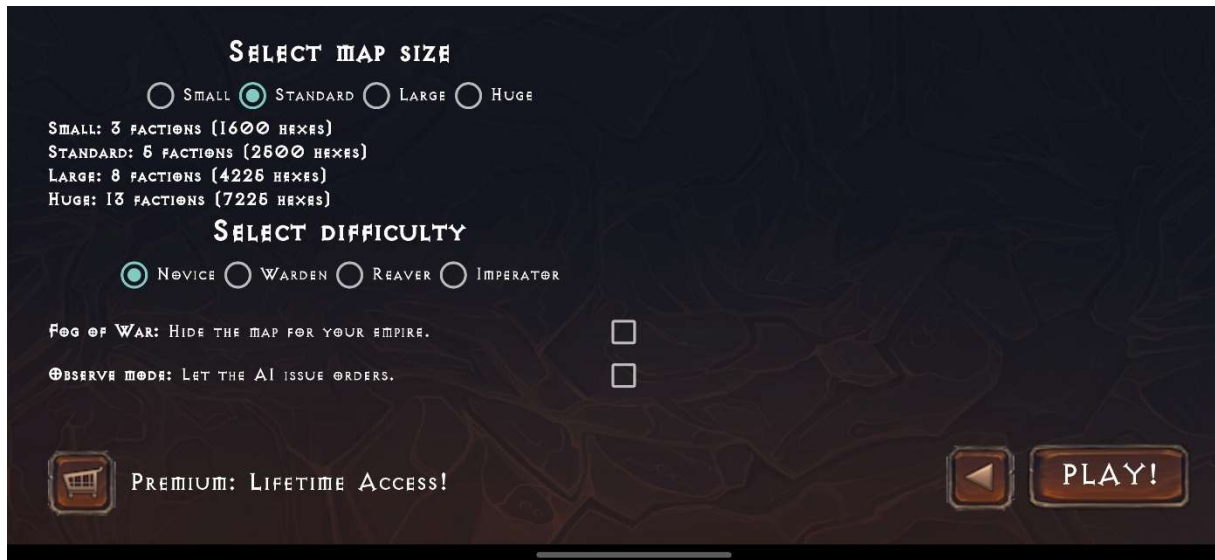 Select map size
Small Standard Large Huge
Small: 3 factions (1600 hexes)
Standard: 5 factions (2500 hexes)
Large: 8 factions (4225 hexes)
Huge: 13 factions (7225 hexes)
Select difficulty
Novice Warden Reaver Imperator
Fog of War: Hide the map for your empire.
Observe mode: Let the AI issue orders.
Premium: Lifetime Access!
PLAY!